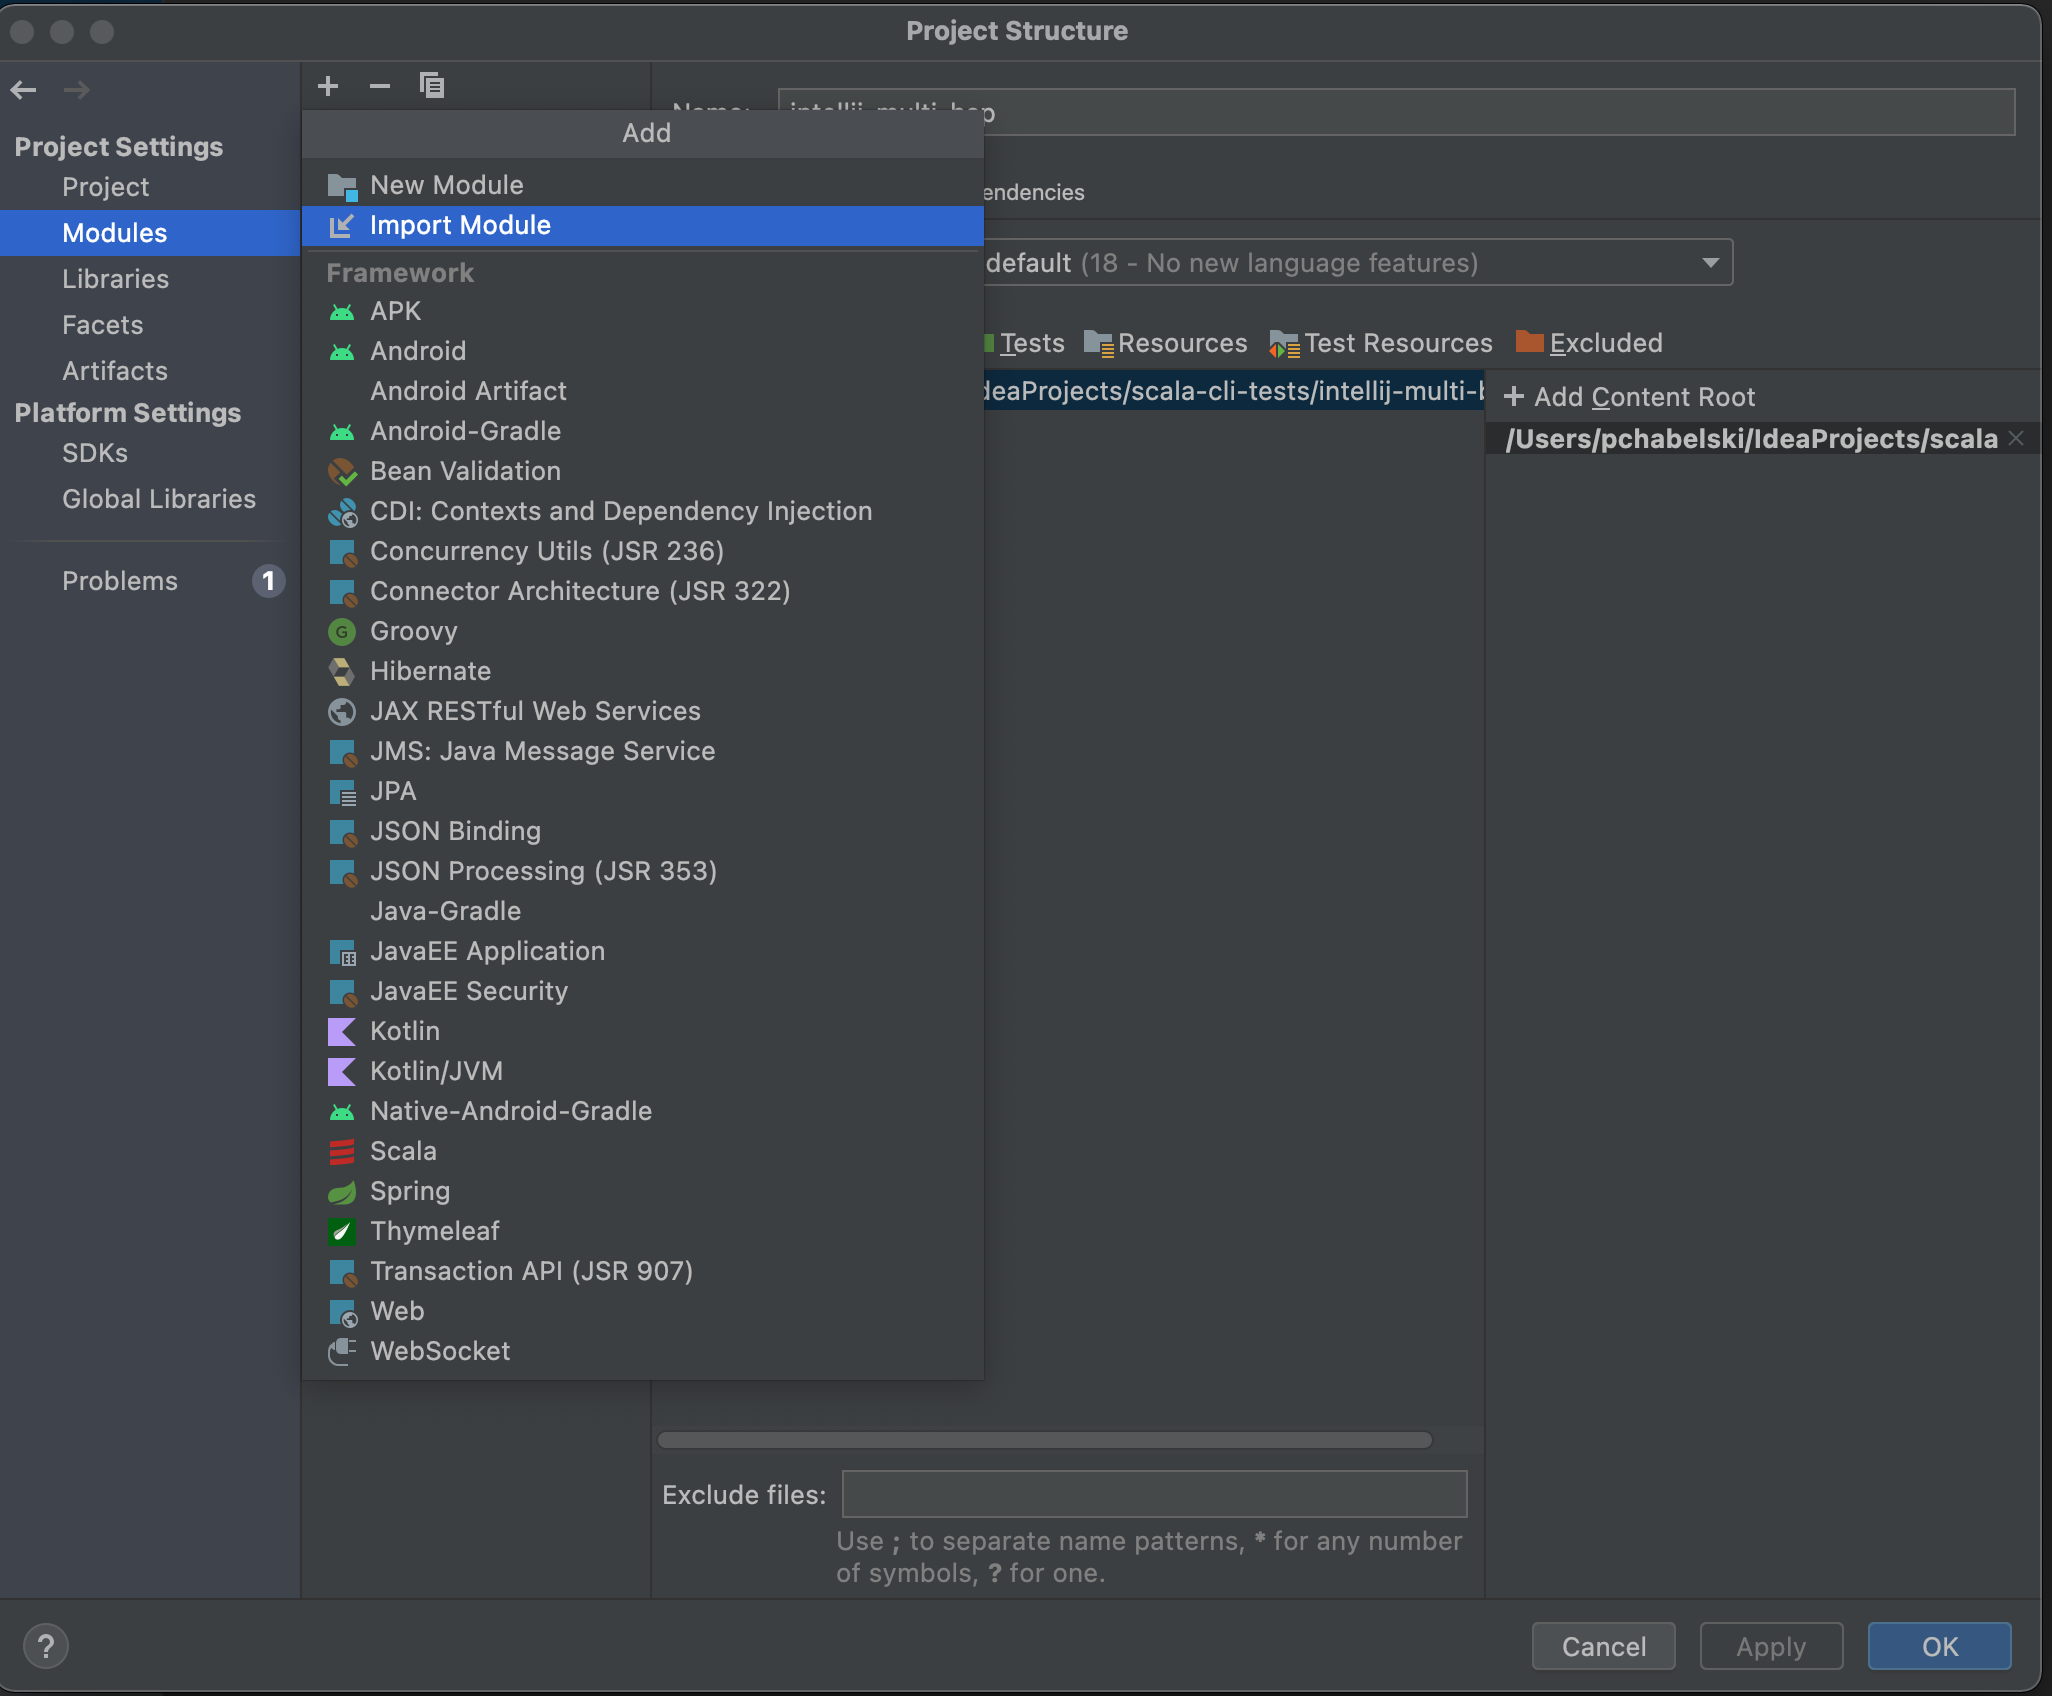 Project Structure
Project Settings
Project
Modules
Libraries
Facets
Artifacts
Platform Settings
SDKs
Global Libraries
Problems
1
Add
New Module
Import Module
Framework
APK
Android
Android Artifact
Android-Gradle
Bean Validation
CDI: Contexts and Dependency Injection
Concurrency Utils (JSR 236)
Connector Architecture (JSR 322)
G Groovy
Hibernate
JAX RESTful Web Services
JMS: Java Message Service
JPA
JSON Binding
JSON Processing (JSR 353)
Java-Gradle
EE JavaEE Application
JavaEE Security
Kotlin
Kotlin/JVM
Native-Android-Gradle
Scala
Spring
Thymeleaf
Transaction API (JSR 907)
Web
WebSocket
Name: intellij-multi-bsp
endencies
default (18 - No new language features)
Tests Resources Test Resources Excluded
deaProjects/scala-cli-tests/intellij-multi-b
+ Add Content Root
/Users/pchabelski/IdeaProjects/scala
Exclude files:
Use ; to separate name patterns, * for any number
of symbols, ? for one.
?
Cancel
Apply
OK